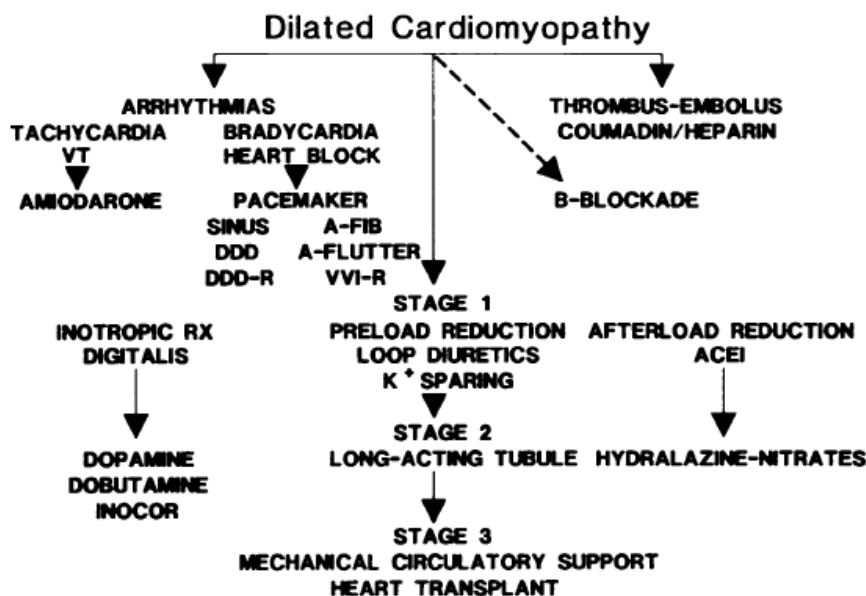 Dilated Cardiomyopathy
ARRHYTHMIAS
TACHYCARDIA
VT
AMIODARONE
BRADYCARDIA
HEART BLOCK
PACEMAKER
SINUS A-FIB
DDD A-FLUTTER
DDD-R VVI-R
THROMBUS-EMBOLUS
COUMADIN/HEPARIN
B-BLOCKADE
STAGE 1
INOTROPIC RX
DIGITALIS
PRELOAD REDUCTION
LOOP DIURETICS
K+ SPARING
AFTERLOAD REDUCTION
ACEI
STAGE 2
DOPAMINE
DOBUTAMINE
INOCOR
LONG-ACTING TUBULE
HYDRALAZINE-NITRATES
STAGE 3
MECHANICAL CIRCULATORY SUPPORT
HEART TRANSPLANT